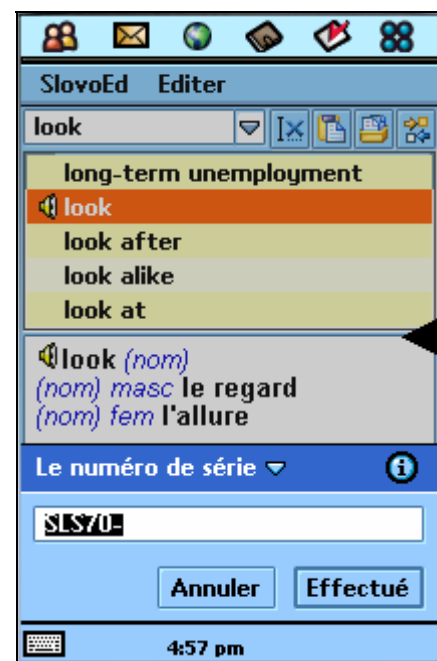 SlovoEd Editer
look
long-term unemployment
look
look after
look alike
look at
look (nom)
(nom) masc le regard
(nom) fem l'allure
Le numéro de série
SLS70-
Annuler Effectué
4:57 pm